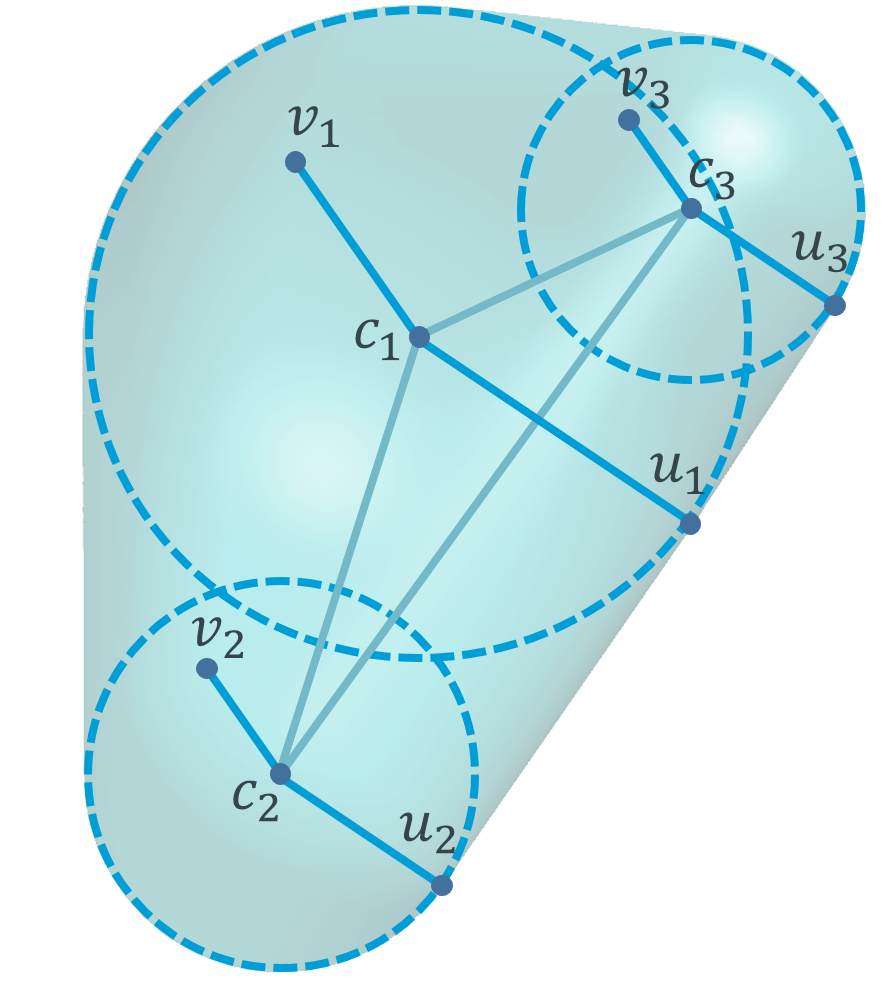 v₃
v₁
c₃
u₃
c₁
u₁
v₂
c₂
u₂